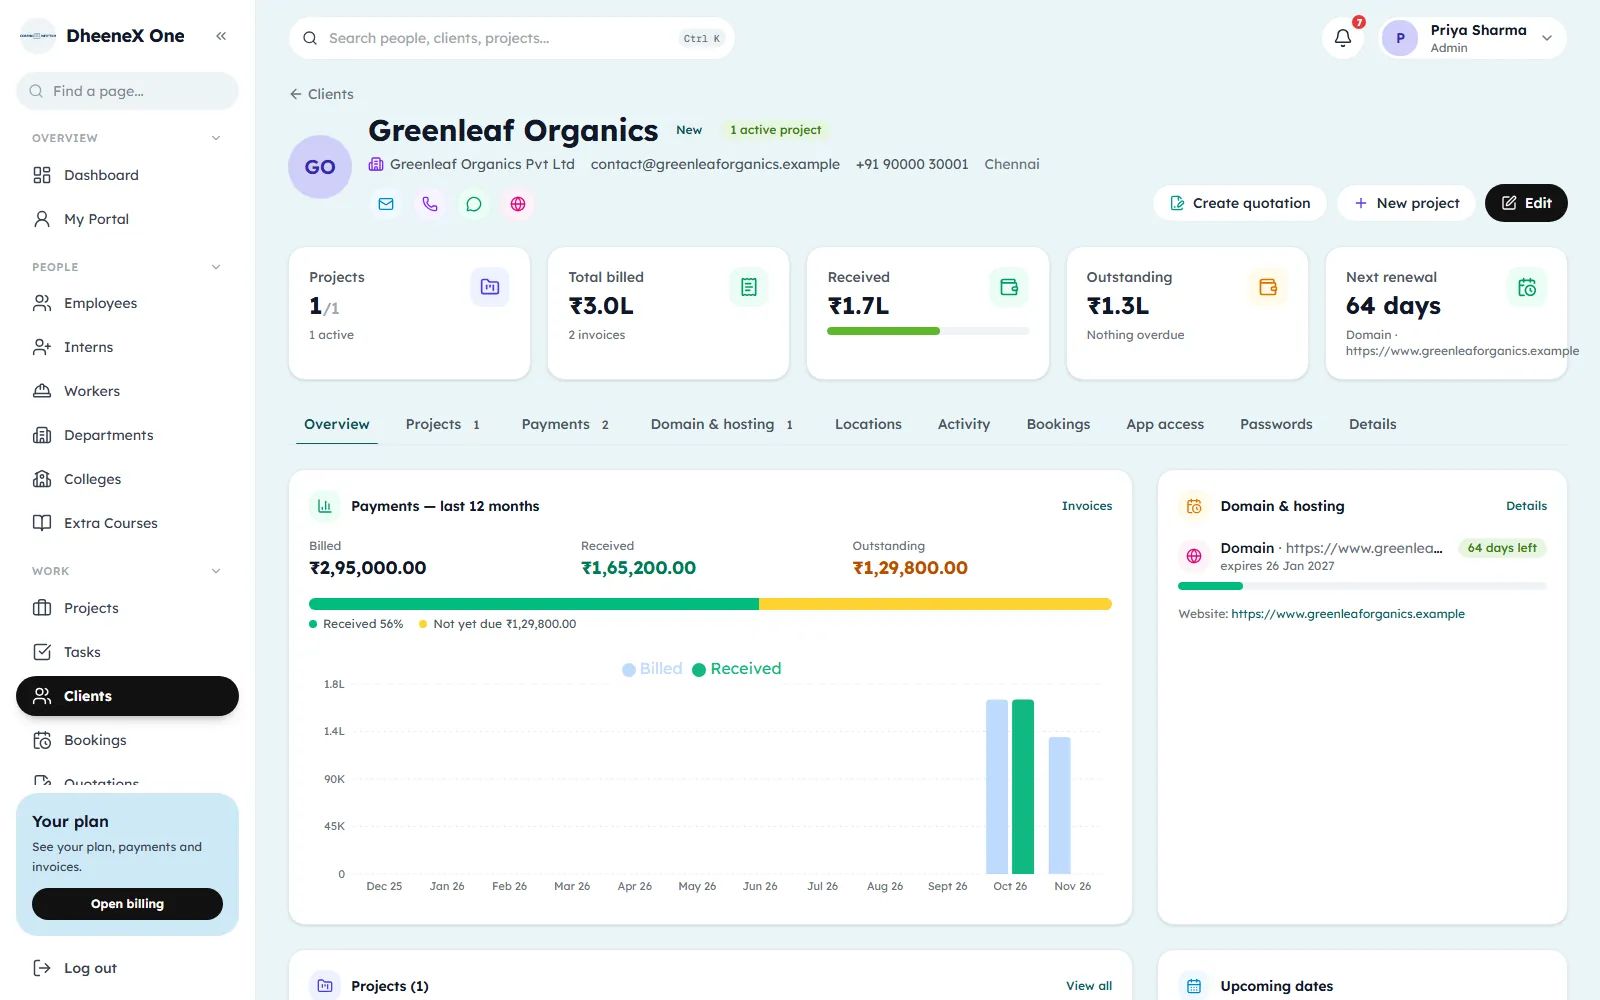 DheeneX One
Find a page...
OVERVIEW
Dashboard
My Portal
PEOPLE
Employees
Interns
Workers
Departments
Colleges
Extra Courses
WORK
Projects
Tasks
Clients
Bookings
Quotations
Your plan
See your plan, payments and
invoices.
Open billing
Log out
Search people, clients, projects...
Ctrl K
7
P
Priya Sharma
Admin
Clients
GO
Greenleaf Organics
New
1 active project
Greenleaf Organics Pvt Ltd contact@greenleaforganics.example +91 90000 30001 Chennai
Create quotation
New project
Edit
Projects
1/1
1 active
Total billed
₹3.0L
2 invoices
Received
₹1.7L
Outstanding
₹1.3L
Nothing overdue
Next renewal
64 days
Domain ·
https://www.greenleaforganics.example
Overview Projects 1 Payments 2 Domain & hosting 1 Locations Activity Bookings App access Passwords Details
Payments — last 12 months
Invoices
Billed
₹2,95,000.00
Received
₹1,65,200.00
Outstanding
₹1,29,800.00
Received 56% Not yet due ₹1,29,800.00
Billed Received
1.8L
1.4L
90K
45K
0
Dec 25 Jan 26 Feb 26 Mar 26 Apr 26 May 26 Jun 26 Jul 26 Aug 26 Sept 26 Oct 26 Nov 26
Domain & hosting
Details
Domain · https://www.greenlea...
64 days left
expires 26 Jan 2027
Website: https://www.greenleaforganics.example
Projects (1)
View all
Upcoming dates